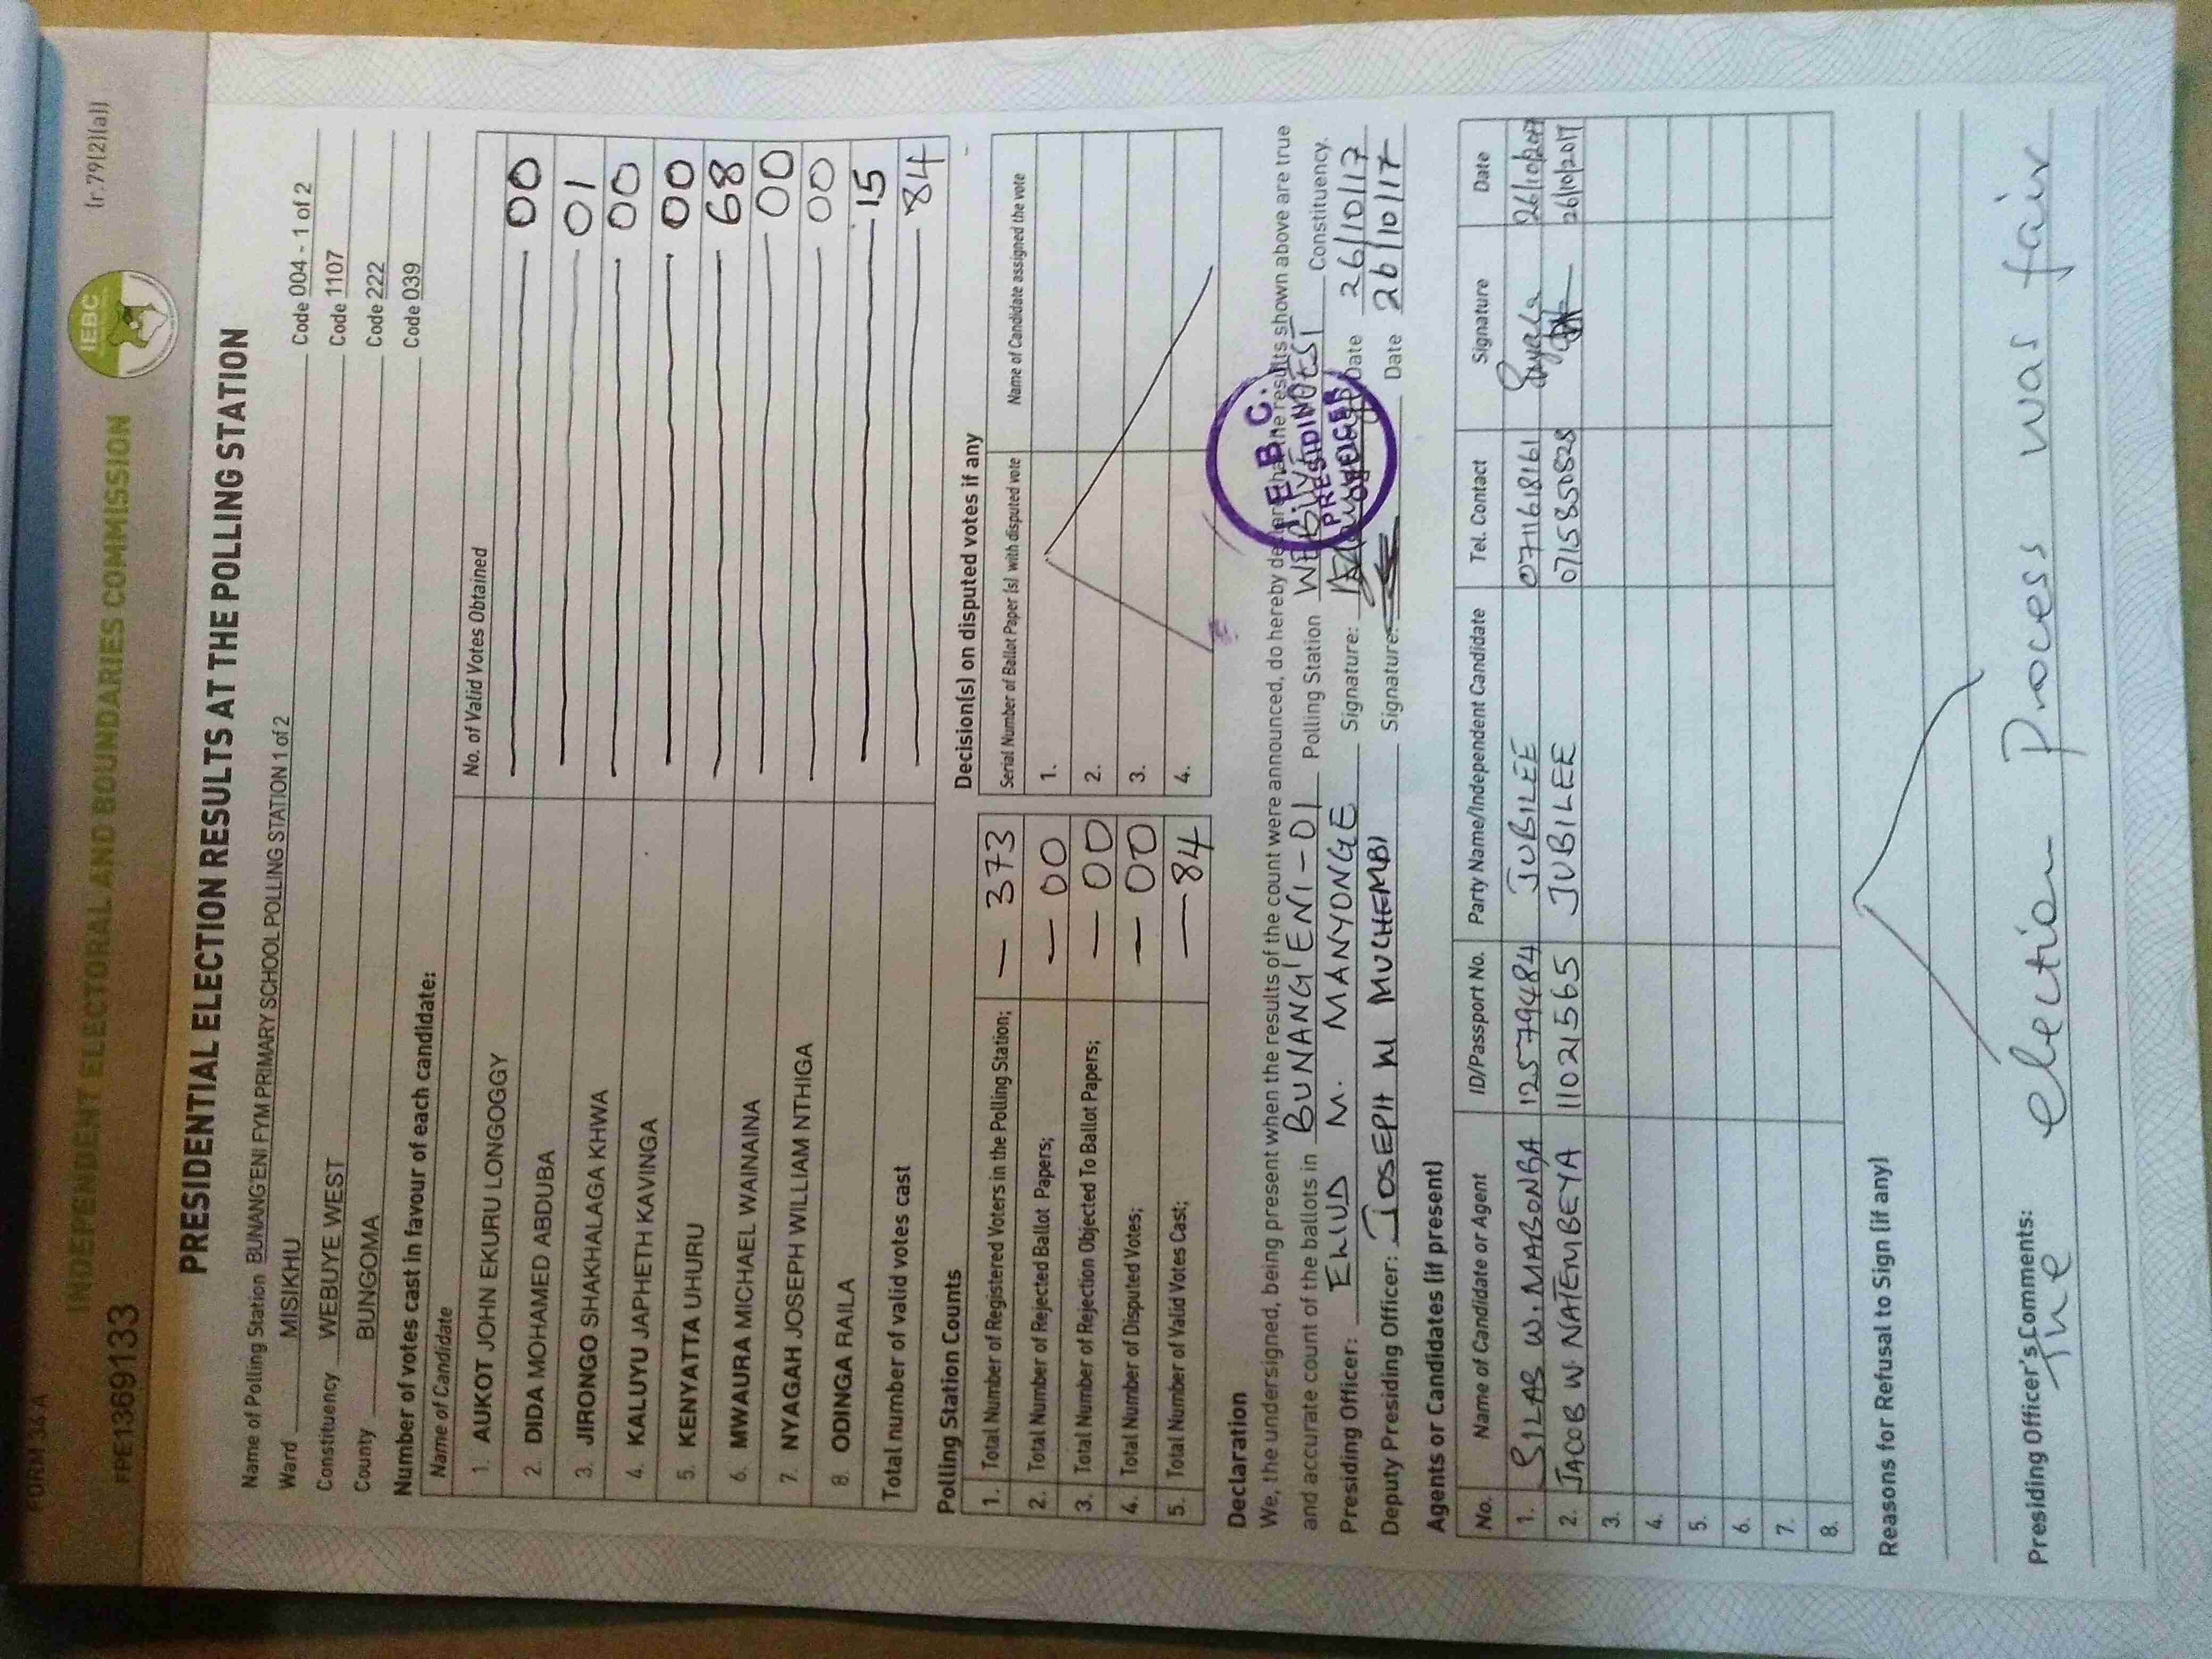 FORM 34 A
INDEPENDENT ELECTORAL AND BOUNDARIES COMMISSION
IEBC
(r.79(2)(a))
FPE1369133
PRESIDENTIAL ELECTION RESULTS AT THE POLLING STATION
Name of Polling Station BUNANG'ENI FYM PRIMARY SCHOOL POLLING STATION 1 of 2 Code 004 - 1 of 2
Ward MISIKHU Code 1107
Constituency WEBUYE WEST Code 222
County BUNGOMA Code 039
Number of votes cast in favour of each candidate:
Name of Candidate No. of Valid Votes Obtained
1. AUKOT JOHN EKURU LONGOGGY 00
2. DIDA MOHAMED ABDUBA 01
3. JIRONGO SHAKHALAGA KHWA 00
4. KALUYU JAPHETH KAVINGA 00
5. KENYATTA UHURU 68
6. MWAURA MICHAEL WAINAINA 00
7. NYAGAH JOSEPH WILLIAM NTHIGA 00
8. ODINGA RAILA 15
Total number of valid votes cast 84
Polling Station Counts
1. Total Number of Registered Voters in the Polling Station; 373
2. Total Number of Rejected Ballot Papers; 00
3. Total Number of Rejection Objected To Ballot Papers; 00
4. Total Number of Disputed Votes; 00
5. Total Number of Valid Votes Cast; 84
Decision(s) on disputed votes if any
Serial Number of Ballot Paper (s) with disputed vote Name of Candidate assigned the vote
1.
2.
3.
4.
Declaration
We, the undersigned, being present when the results of the count were announced, do hereby declare that the results shown above are true
and accurate count of the ballots in BUNANG'ENI-01 Polling Station WEBUYE WEST Constituency.
Presiding Officer: EHUD M. MANYONGE Signature: Date 26/10/17
Deputy Presiding Officer: JOSEPH W MUCHEMBI Signature: Date 26/10/17
I.E.B.C.
PRESIDING
OFFICER
Agents or Candidates (if present)
No. Name of Candidate or Agent ID/Passport No. Party Name/Independent Candidate Tel. Contact Signature Date
1. SILAS W. MABONGA 12579484 JUBILEE 0711618161 26/10/2017
2. JACOB W NATEMBEYA 11021565 JUBILEE 0715550828 26/10/2017
3.
4.
5.
6.
7.
8.
Reasons for Refusal to Sign (if any)
Presiding Officer's Comments:
The election Process was fair